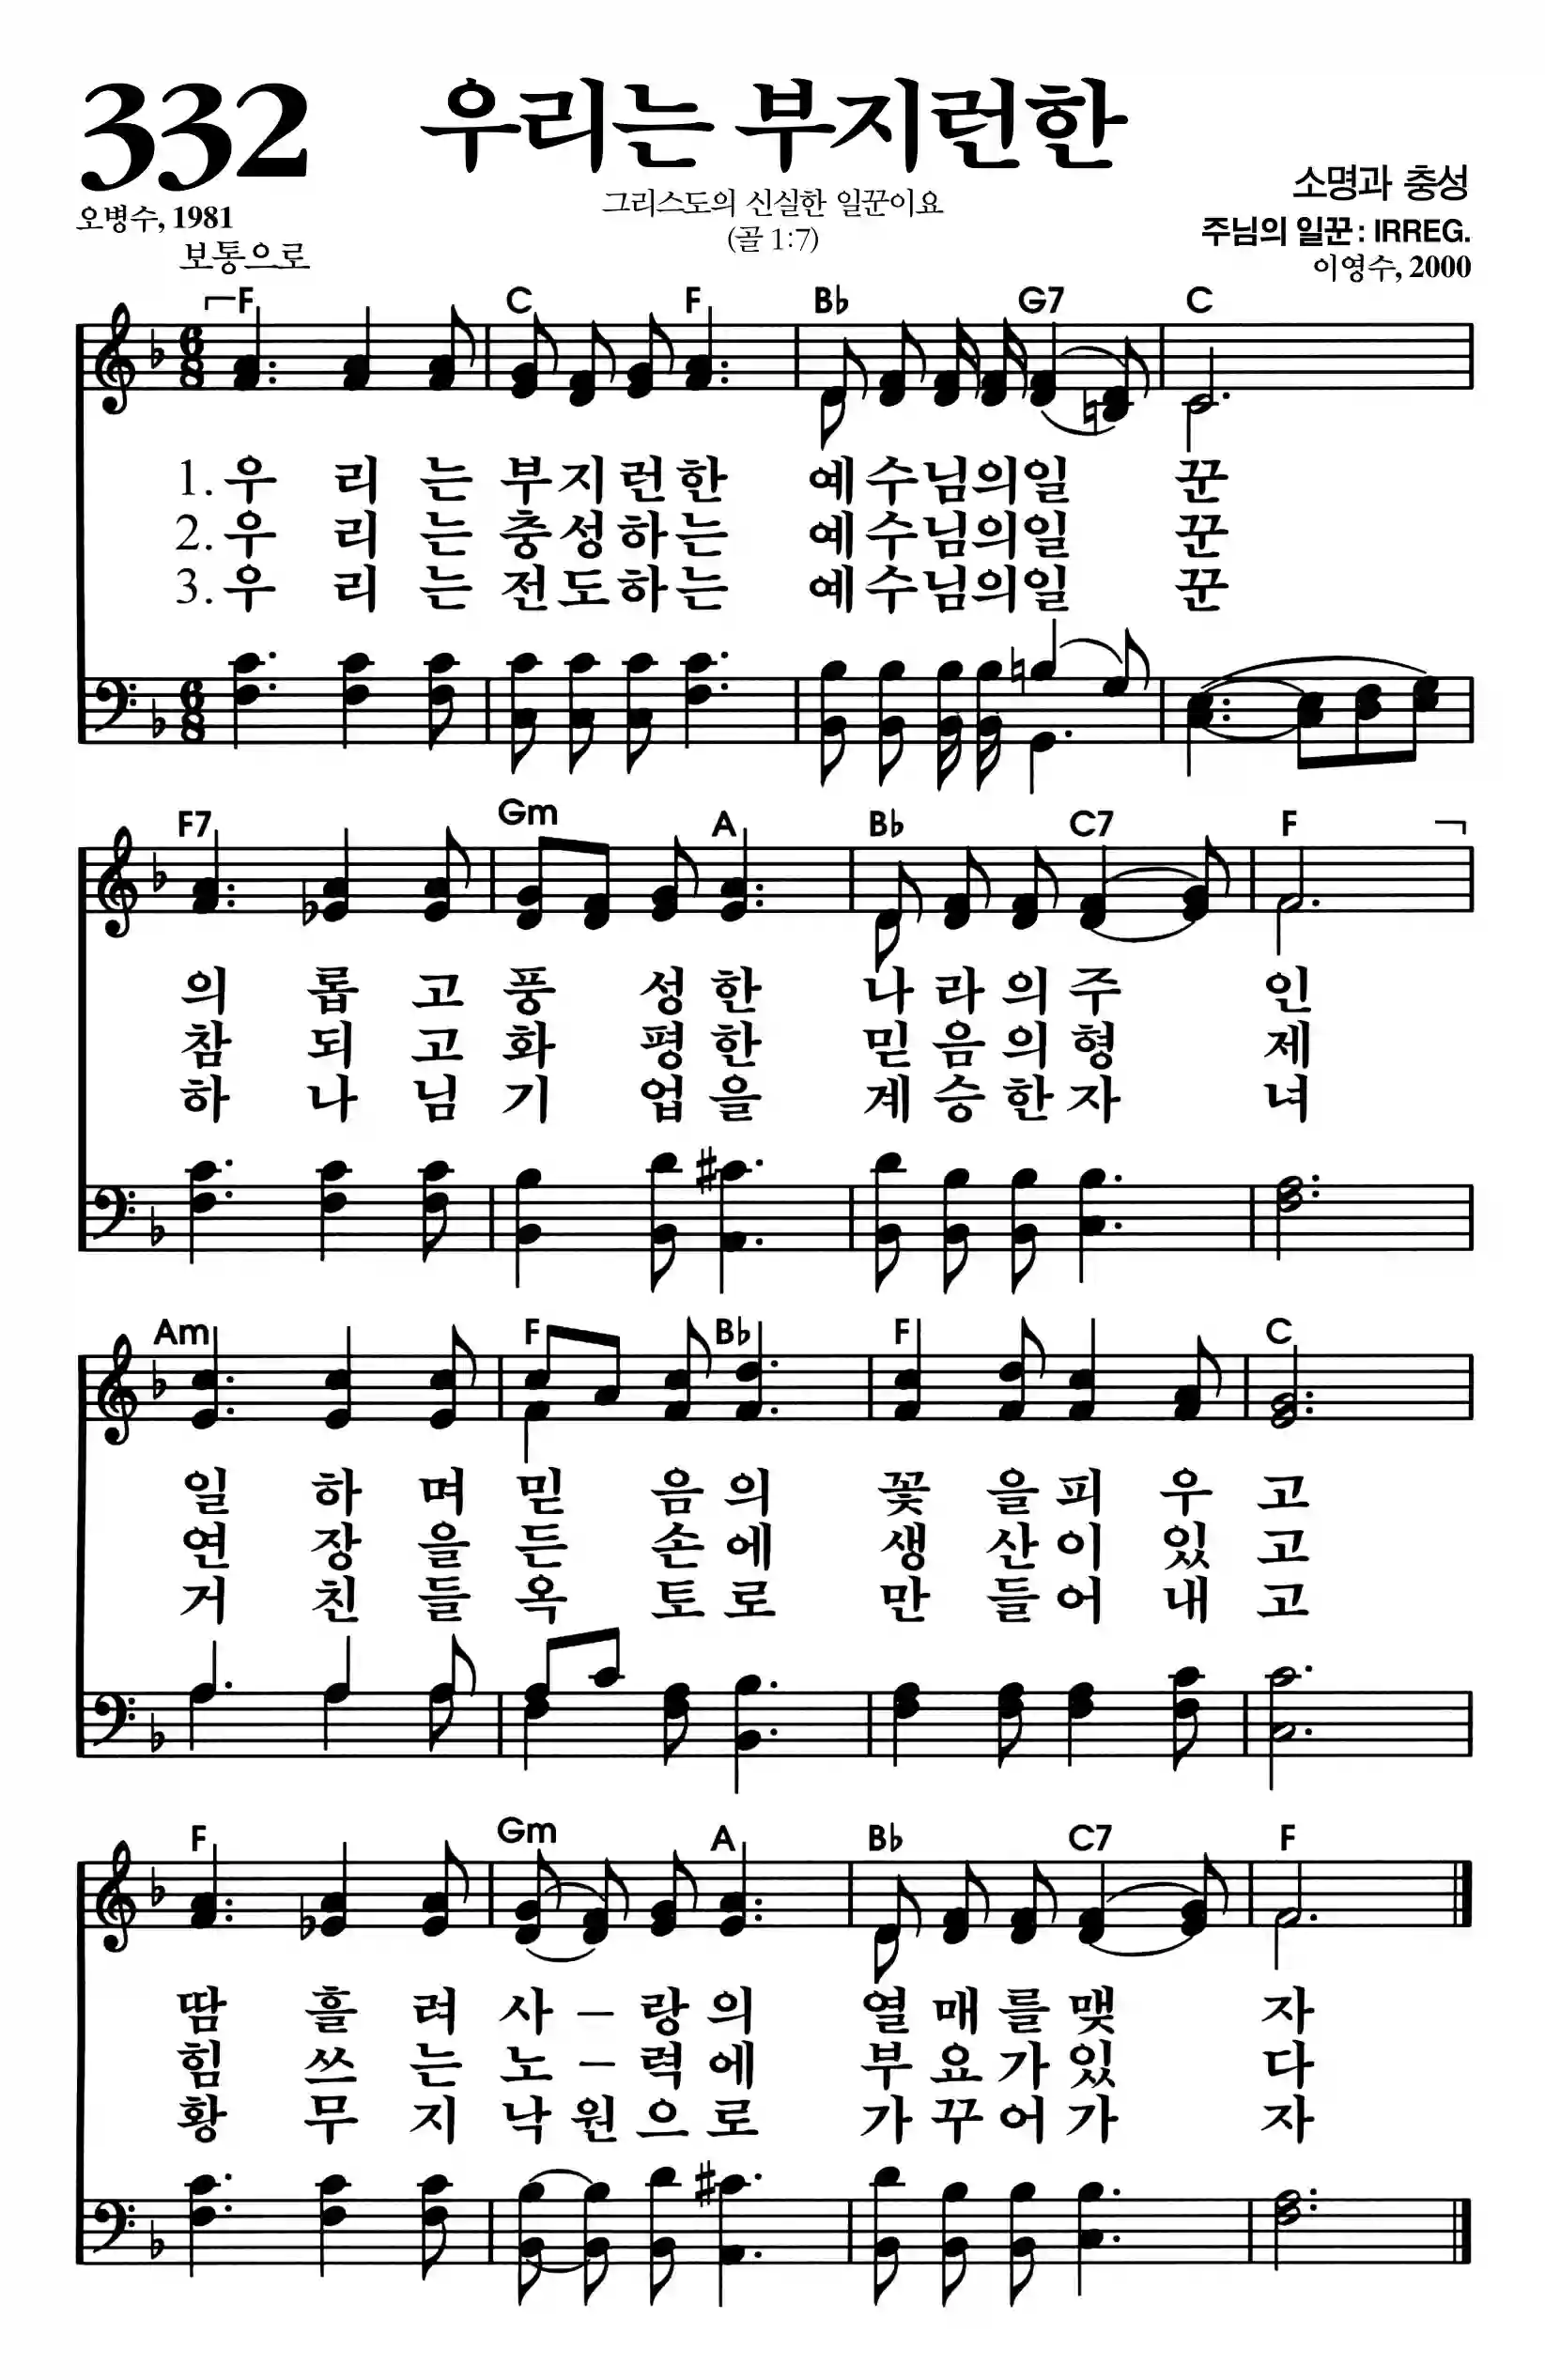 332
우리는 부지런한
소명과 충성
오병수, 1981
그리스도의 신실한 일꾼이요
주님의 일꾼 : IRREG.
(골 1:7)
보통으로
이영수, 2000
F C F B♭ G7 C
6 8
1. 우 리 는 부지런한 예수님의일 꾼
2. 우 리 는 충성하는 예수님의일 꾼
3. 우 리 는 전도하는 예수님의일 꾼
6 8
F7 Gm A B♭ C7 F
의 롭 고 풍 성 한 나 라 의 주 인
참 되 고 화 평 한 믿 음 의 형 제
하 나 님 기 업 을 계 승 한 자 녀
Am F B♭ F C
일 하 며 믿 음 의 꽃 을 피 우 고
연 장 을 든 손 에 생 산 이 있 고
거 친 들 옥 토 로 만 들 어 내 고
F Gm A B♭ C7 F
땀 흘 려 사 – 랑 의 열 매 를 맺 자
힘 쓰 는 노 – 력 에 부 요 가 있 다
황 무 지 낙 원 으 로 가 꾸 어 가 자